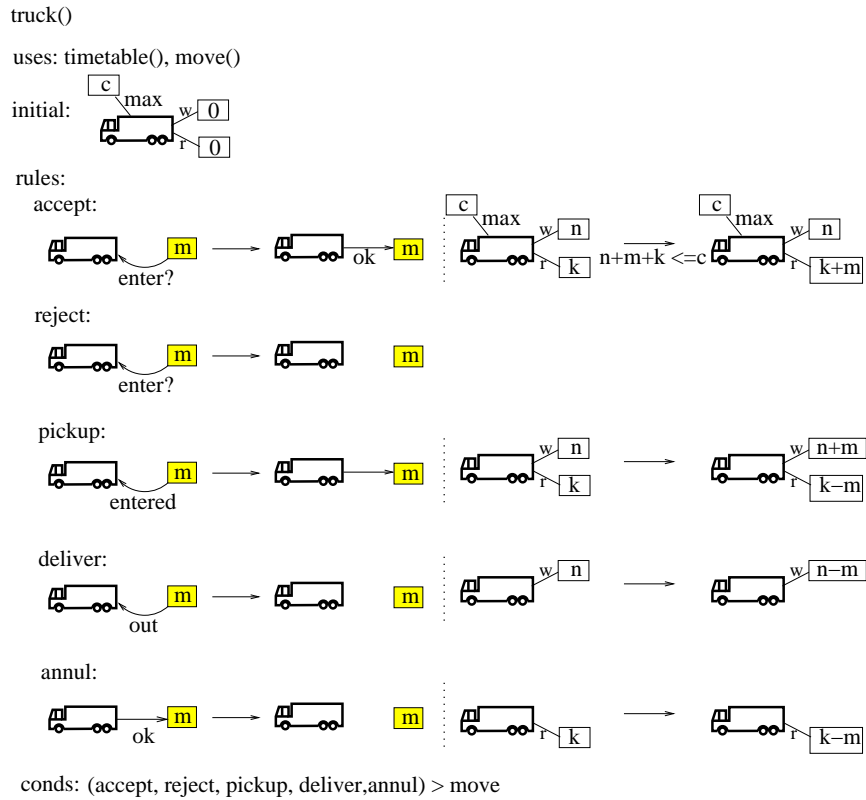 truck()
uses: timetable(), move()
initial:
c
max
w 0
r 0
rules:
accept:
m
enter?
ok
m
c
max
w n
r k
n+m+k <=c
c
max
w n
r k+m
reject:
m
enter?
m
pickup:
m
entered
m
w n
r k
w n+m
r k−m
deliver:
m
out
m
w n
w n−m
annul:
m
ok
m
r k
r k−m
conds: (accept, reject, pickup, deliver,annul) > move